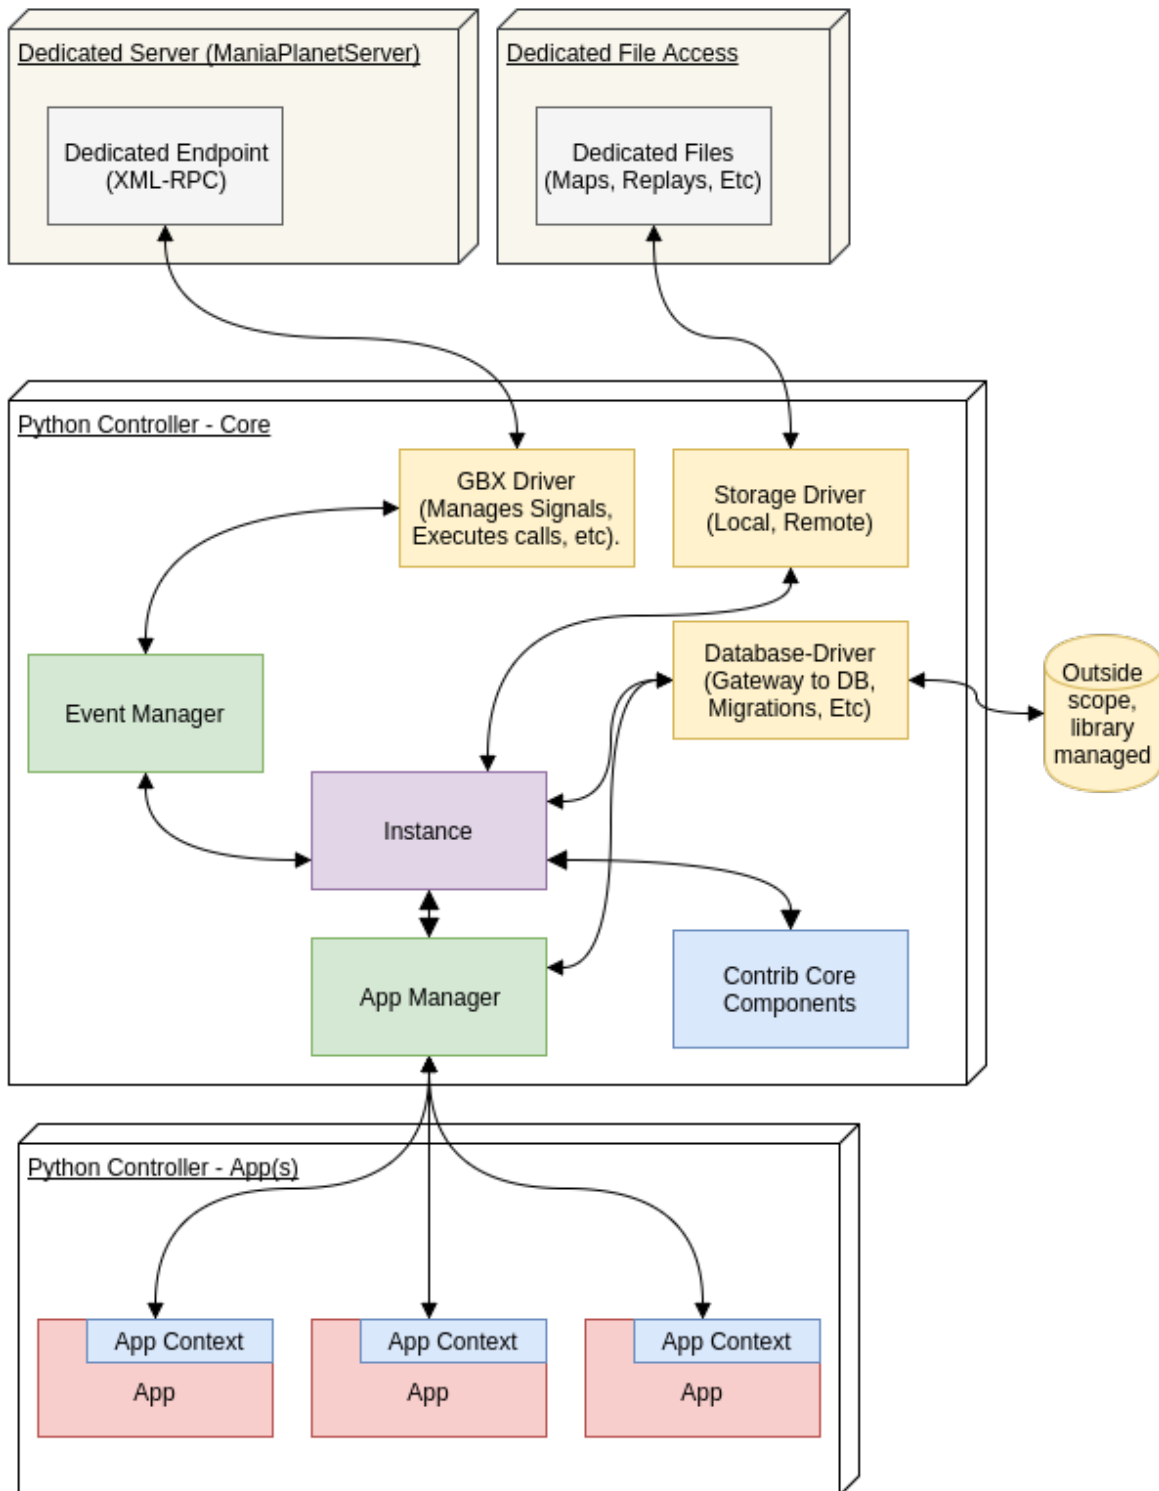 Dedicated Server (ManiaPlanetServer)
Dedicated Endpoint
(XML-RPC)
Dedicated File Access
Dedicated Files
(Maps, Replays, Etc)
Python Controller - Core
GBX Driver
(Manages Signals,
Executes calls, etc).
Storage Driver
(Local, Remote)
Event Manager
Database-Driver
(Gateway to DB,
Migrations, Etc)
Outside
scope,
library
managed
Instance
App Manager
Contrib Core
Components
Python Controller - App(s)
App Context
App
App Context
App
App Context
App